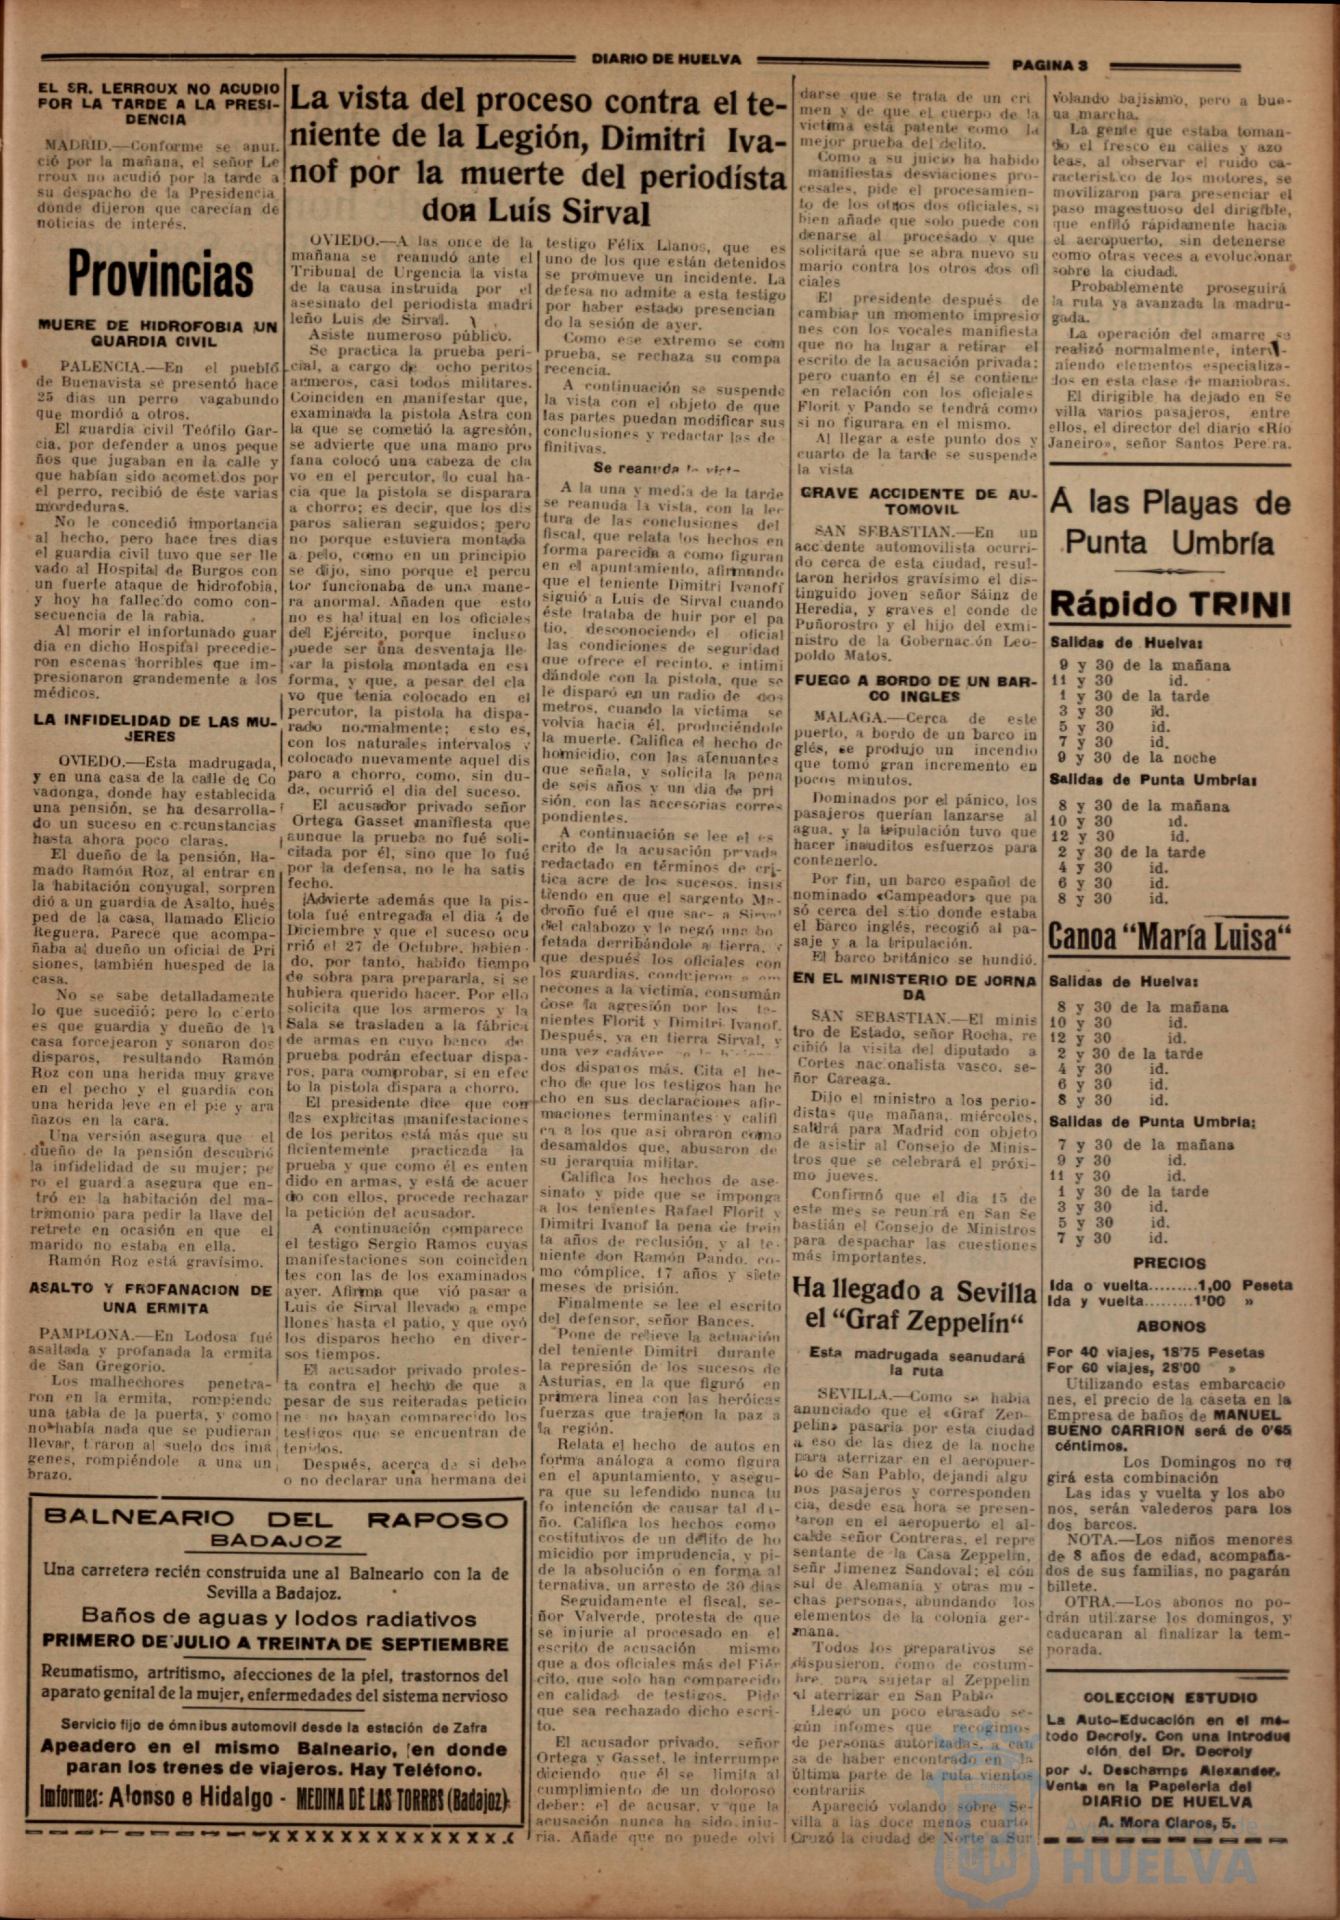 DIARIO DE HUELVA
PAGINA 3
EL SR. LERROUX NO ACUDIO
POR LA TARDE A LA PRESI-
DENCIA
MADRID.—Conforme se anun
ció por la mañana, el señor Le
rroux no acudió por la tarde a
su despacho de la Presidencia
donde dijeron que carecían de
noticias de interés.
Provincias
MUERE DE HIDROFOBIA UN
GUARDIA CIVIL
PALENCIA.—En el pueblo
de Buenavista se presentó hace
25 dias un perro vagabundo
que mordió a otros.
El guardia civil Teófilo Gar-
cia, por defender a unos peque
ños que jugaban en la calle y
que habían sido acometidos por
el perro, recibió de éste varias
mordeduras.
No le concedió importancia
al hecho, pero hace tres dias
el guardia civil tuvo que ser lle
vado al Hospital de Burgos con
un fuerte ataque de hidrofobia,
y hoy ha fallecido como con-
secuencia de la rabia.
Al morir el infortunado guar
dia en dicho Hospital precedie-
ron escenas horribles que im-
presionaron grandemente a los
médicos.
LA INFIDELIDAD DE LAS MU-
JERES
OVIEDO.—Esta madrugada,
y en una casa de la calle de Co
vadonga, donde hay establecida
una pensión, se ha desarrolla-
do un suceso en circunstancias
hasta ahora poco claras.
El dueño de la pensión, lla-
mado Ramón Roz, al entrar en
la habitación conyugal, sorpren
dió a un guardia de Asalto, hués
ped de la casa, llamado Elicio
Reguera. Parece que acompa-
ñaba al dueño un oficial de Pri
siones, también huesped de la
casa.
No se sabe detalladamente
lo que sucedió; pero lo cierto
es que guardia y dueño de la
casa forcejearon y sonaron dos
disparos, resultando Ramón
Roz con una herida muy grave
en el pecho y el guardia con
una herida leve en el pie y ara
ñazos en la cara.
Una versión asegura que el
dueño de la pensión descubrió
la infidelidad de su mujer; pe
ro el guardia asegura que en-
tró en la habitación del ma-
trimonio para pedir la llave del
retrete en ocasión en que el
marido no estaba en ella.
Ramón Roz está gravísimo.
ASALTO Y PROFANACION DE
UNA ERMITA
PAMPLONA.—En Lodosa fué
asaltada y profanada la ermita
de San Gregorio.
Los malhechores penetra-
ron en la ermita, rompiendo
una tabla de la puerta, y como
no había nada que se pudieran
llevar, tiraron al suelo dos imá
genes, rompiéndole a una un
brazo.
La vista del proceso contra el te-
niente de la Legión, Dimitri Iva-
nof por la muerte del periodísta
don Luís Sirval
OVIEDO.—A las once de la
mañana se reanudó ante el
Tribunal de Urgencia la vista
de la causa instruida por el
asesinato del periodista madri
leño Luis de Sirval.
Asiste numeroso público.
Se practica la prueba peri-
cial, a cargo de ocho peritos
armeros, casi todos militares.
Coinciden en manifestar que,
examinada la pistola Astra con
la que se cometió la agresión,
se advierte que una mano pro
fana colocó una cabeza de cla
vo en el percutor, lo cual ha-
cia que la pistola se disparara
a chorro; es decir, que los dis
paros salieran seguidos; pero
no porque estuviera montada
a pelo, como en un principio
se dijo, sino porque el percu
tor funcionaba de una mane-
ra anormal. Añaden que esto
no es habitual en los oficiales
del Ejército, porque incluso
puede ser una desventaja lle-
var la pistola montada en esa
forma, y que, a pesar del cla
vo que tenia colocado en el
percutor, la pistola ha dispa-
rado normalmente; esto es,
con los naturales intervalos y
colocado nuevamente aquel dis
paro a chorro, como, sin du-
da, ocurrió el dia del suceso.
El acusador privado señor
Ortega Gasset manifiesta que
aunque la prueba no fué soli-
citada por él, sino que lo fué
por la defensa, no le ha satis
fecho.
Advierte además que la pis-
tola fué entregada el dia 4 de
Diciembre y que el suceso ocu
rrió el 27 de Octubre, habien-
do, por tanto, habido tiempo
de sobra para prepararla, si se
hubiera querido hacer. Por ello
solicita que los armeros y la
Sala se trasladen a la fábrica
de armas en cuyo banco de
prueba podrán efectuar dispa-
ros, para comprobar, si en efec
to la pistola dispara a chorro.
El presidente dice que con
las explícitas manifestaciones
de los peritos está más que su
ficientemente practicada la
prueba y que como él es enten
dido en armas, y está de acuer
do con ellos, procede rechazar
la petición del acusador.
A continuación comparece
el testigo Sergio Ramos cuyas
manifestaciones son coinciden
tes con las de los examinados
ayer. Afirma que vió pasar a
Luis de Sirval llevado a empe
llones hasta el patio, y que oyó
los disparos hecho en diver-
sos tiempos.
El acusador privado protes-
ta contra el hecho de que a
pesar de sus reiteradas peticio
ne no hayan comparecido los
testigos que se encuentran de
tenidos.
Después, acerca de si debe
o no declarar una hermana del
testigo Félix Llanos, que es
uno de los que están detenidos
se promueve un incidente. La
defesa no admite a esta testigo
por haber estado presencian
do la sesión de ayer.
Como ese extremo se com
prueba, se rechaza su compa
recencia.
A continuación se suspende
la vista con el objeto de que
las partes puedan modificar sus
conclusiones y redactar las de
finitivas.
Se reanuda la vista
A la una y media de la tarde
se reanuda la vista, con la lec
tura de las conclusiones del
fiscal, que relata los hechos en
forma parecida a como figuran
en el apuntamiento, afirmando
que el teniente Dimitri Ivanoff
siguió a Luis de Sirval cuando
éste trataba de huir por el pa
tio, desconociendo el oficial
las condiciones de seguridad
que ofrece el recinto, e intimi
dándole con la pistola, que se
le disparó en un radio de dos
metros, cuando la víctima se
volvia hacia él, produciéndole
la muerte. Califica el hecho de
homicidio, con las atenuantes
que señala, y solicita la pena
de seis años y un dia de pri
sión, con las accesorias corres
pondientes.
A continuación se lee el es
crito de la acusación privada
redactado en términos de crí-
tica acre de los sucesos, insis
tiendo en que el sargento Ma-
droño fué el que sacó a Sirval
del calabozo y le pegó una bo
fetada derribándole a tierra, y
que después los oficiales con
los guardias, condujeron a em
pecones a la víctima, consumán
dose la agresión por los te-
nientes Florit y Dimitri Ivanof.
Después, ya en tierra Sirval, y
una vez cadáver
dos disparos más. Cita el he-
cho de que los testigos han he
cho en sus declaraciones afir-
maciones terminantes y califi
ca a los que asi obraron como
desamaldos que, abusaron de
su jerarquia militar.
Califica los hechos de ase-
sinato y pide que se imponga
a los tenientes Rafael Florit y
Dimitri Ivanof la pena de trein
ta años de reclusión, y al te-
niente don Ramón Pando, co-
mo cómplice, 17 años y siete
meses de prisión.
Finalmente se lee el escrito
del defensor, señor Bances.
Pone de relieve la actuación
del teniente Dimitri durante
la represión de los sucesos de
Asturias, en la que figuró en
primera linea con las heróicas
fuerzas que trajeron la paz a
la región.
Relata el hecho de autos en
forma análoga a como figura
en el apuntamiento, y asegu-
ra que su lefendido nunca tu
fo intención de causar tal da-
ño. Califica los hechos como
costitutivos de un délito de ho
micidio por imprudencia, y pi-
de la absolución o en forma al
ternativa, un arresto de 30 dias
Seguidamente el fiscal, se-
ñor Valverde, protesta de que
se injurie al procesado en el
escrito de acusación mismo
que a dos oficiales más del Ejér
cito, que solo han comparecido
en calidad de testigos. Pide
que sea rechazado dicho escri-
to.
El acusador privado, señor
Ortega y Gasset, le interrumpe
diciendo que él se limita al
cumplimiento de un doloroso
deber; el de acusar, y que la
acusación nunca ha sido inju-
ria. Añade que no puede olvi
darse que se trata de un cri
men y de que el cuerpo de la
víctima está patente como la
mejor prueba del delito.
Como a su juicio ha habido
manifiestas desviaciones pro-
cesales, pide el procesamien-
to de los otros dos oficiales, si
bien añade que solo puede con
denarse al procesado y que
solicitará que se abra nuevo su
mario contra los otros dos ofi
ciales
El presidente después de
cambiar un momento impresio
nes con los vocales manifiesta
que no ha lugar a retirar el
escrito de la acusación privada;
pero cuanto en él se contiene
en relación con los oficiales
Florit y Pando se tendrá como
si no figurara en el mismo.
Al llegar a este punto dos y
cuarto de la tarde se suspende
la vista
GRAVE ACCIDENTE DE AU-
TOMOVIL
SAN SEBASTIAN.—En un
accidente automovilista ocurri-
do cerca de esta ciudad, resul-
taron heridos gravísimo el dis-
tinguido joven señor Sáinz de
Heredia, y graves el conde de
Puñorostro y el hijo del exmi-
nistro de la Gobernación Leo-
poldo Matos.
FUEGO A BORDO DE UN BAR-
CO INGLES
MALAGA.—Cerca de este
puerto, a bordo de un barco in
glés, se produjo un incendio
que tomó gran incremento en
pocos minutos.
Dominados por el pánico, los
pasajeros querían lanzarse al
agua, y la tripulación tuvo que
hacer inauditos esfuerzos para
contenerlo.
Por fin, un barco español de
nominado «Campeador» que pa
só cerca del sitio donde estaba
el barco inglés, recogió al pa-
saje y a la tripulación.
El barco británico se hundió.
EN EL MINISTERIO DE JORNA
DA
SAN SEBASTIAN.—El minis
tro de Estado, señor Rocha, re
cibió la visita del diputado a
Cortes nacionalista vasco, se-
ñor Careaga.
Dijo el ministro a los perio-
distas que mañana, miércoles,
saldrá para Madrid con objeto
de asistir al Consejo de Minis-
tros que se celebrará el próxi-
mo jueves.
Confirmó que el dia 15 de
este mes se reunirá en San Se
bastián el Consejo de Ministros
para despachar las cuestiones
más importantes.
Ha llegado a Sevilla
el "Graf Zeppelín"
Esta madrugada seanudará
la ruta
SEVILLA.—Como se habia
anunciado que el «Graf Zep-
pelin» pasaria por esta ciudad
a eso de las diez de la noche
para aterrizar en el aeropuer-
to de San Pablo, dejandi algu
nos pasajeros y corresponden
cia, desde esa hora se presen-
taron en el aeropuerto el al-
calde señor Contreras, el repre
sentante de la Casa Zeppelin,
señr Jimenez Sandoval; el cón
sul de Alemania y otras mu-
chas personas, abundando los
elementos de la colonia ger-
mana.
Todos los preparativos se
dispusieron, como de costum-
bre, para sujetar al Zeppelin
al aterrizar en San Pablo
Llegó un poco etrasado se-
gún infomes que recogimos
de personas autorizadas, a cau
sa de haber encontrado en la
última parte de la ruta vientos
contrariis
Apareció volando sobre Se-
villa a las doce menos cuarto
Cruzó la ciudad de Norte a Sur
volando bajísimo, pero a bue-
na marcha.
La gente que estaba toman-
do el fresco en calles y azo
teas, al observar el ruido ca-
racteristico de los motores, se
movilizaron para presenciar el
paso magestuoso del dirigible,
que enfiló rápidamente hacia
el aeropuerto, sin detenerse
como otras veces a evolucionar
sobre la ciudad.
Probablemente proseguirá
la ruta ya avanzada la madru-
gada.
La operación del amarre se
realizó normalmente, intervi-
niendo elementos especializa-
dos en esta clase de maniobras.
El dirigible ha dejado en Se
villa varios pasajeros, entre
ellos, el director del diario «Río
Janeiro», señor Santos Pereira.
A las Playas de
Punta Umbría
Rápido TRINI
Salidas de Huelva:
9 y 30 de la mañana
11 y 30 id.
1 y 30 de la tarde
3 y 30 id.
5 y 30 id.
7 y 30 id.
9 y 30 de la noche
Salidas de Punta Umbría:
8 y 30 de la mañana
10 y 30 id.
12 y 30 id.
2 y 30 de la tarde
4 y 30 id.
6 y 30 id.
8 y 30 id.
Canoa "María Luisa"
Salidas de Huelva:
8 y 30 de la mañana
10 y 30 id.
12 y 30 id.
2 y 30 de la tarde
4 y 30 id.
6 y 30 id.
8 y 30 id.
Salidas de Punta Umbría:
7 y 30 de la mañana
9 y 30 id.
11 y 30 id.
1 y 30 de la tarde
3 y 30 id.
5 y 30 id.
7 y 30 id.
PRECIOS
Ida o vuelta.........1,00 Peseta
Ida y vuelta........1'00 »
ABONOS
For 40 viajes, 18'75 Pesetas
For 60 viajes, 28'00 »
Utilizando estas embarcacio
nes, el precio de la caseta en la
Empresa de baños de MANUEL
BUENO CARRION será de 0'65
céntimos.
Los Domingos no re
girá esta combinación
Las idas y vuelta y los abo
nos, serán valederos para los
dos barcos.
NOTA.—Los niños menores
de 8 años de edad, acompaña-
dos de sus familias, no pagarán
billete.
OTRA.—Los abonos no po-
drán utilizarse los domingos, y
caducaran al finalizar la tem-
porada.
COLECCION ESTUDIO
La Auto-Educación en el mé-
todo Decroly. Con una introduc
ción del Dr. Decroly
por J. Deschamps Alexander.
Venta en la Papeleria del
DIARIO DE HUELVA
A. Mora Claros, 5.
BALNEARIO DEL RAPOSO
BADAJOZ
Una carretera recién construida une al Balneario con la de
Sevilla a Badajoz.
Baños de aguas y lodos radiativos
PRIMERO DE JULIO A TREINTA DE SEPTIEMBRE
Reumatismo, artritismo, afecciones de la piel, trastornos del
aparato genital de la mujer, enfermedades del sistema nervioso
Servicio fijo de ómnibus automovil desde la estación de Zafra
Apeadero en el mismo Balneario, en donde
paran los trenes de viajeros. Hay Teléfono.
Informes: Alonso e Hidalgo - MEDINA DE LAS TORRBS (Badajoz)
HUELVA